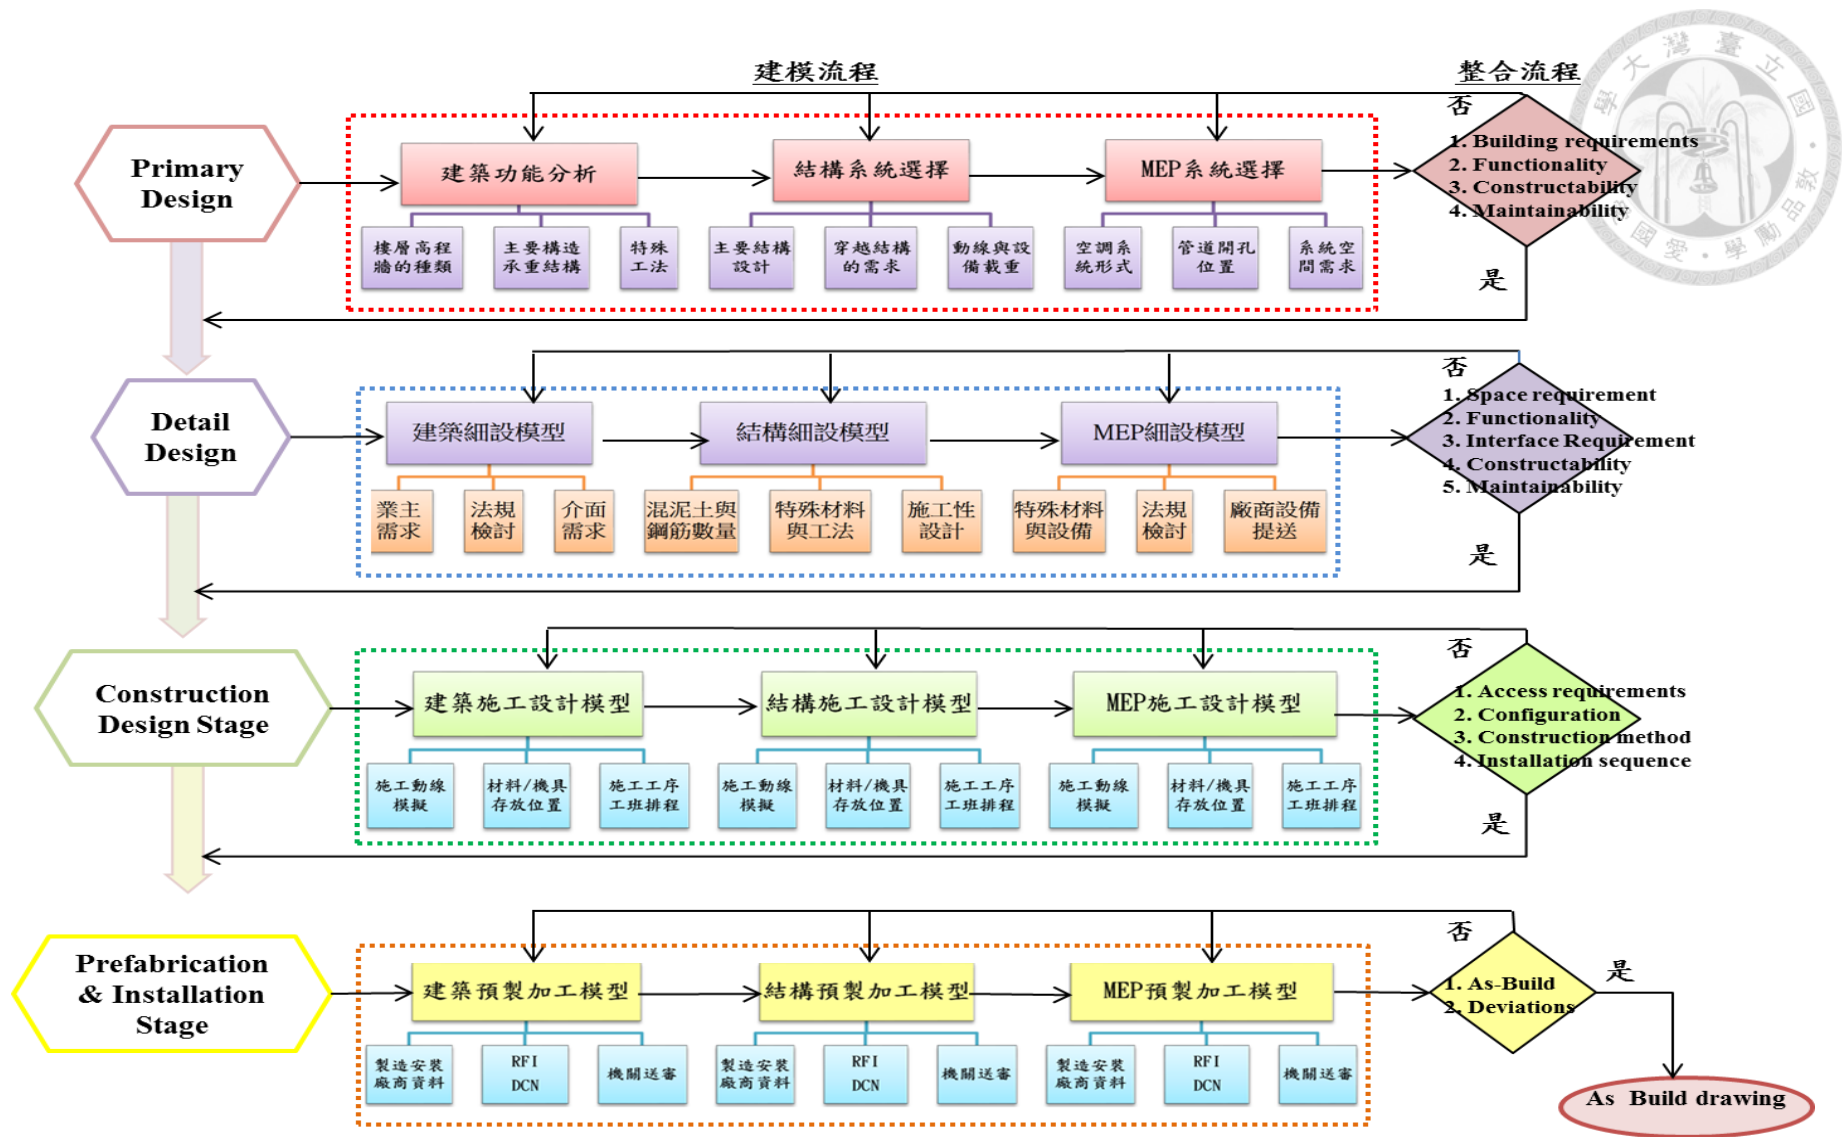 建模流程
整合流程
Primary
Design
建築功能分析
結構系統選擇
MEP系統選擇
否
1. Building requirements
2. Functionality
3. Constructability
4. Maintainability
是
樓層高程
牆的種類
主要構造
承重結構
特殊
工法
主要結構
設計
穿越結構
的需求
動線與設
備載重
空調系
統形式
管道開孔
位置
系統空
間需求
Detail
Design
建築細設模型
結構細設模型
MEP細設模型
否
1. Space requirement
2. Functionality
3. Interface Requirement
4. Constructability
5. Maintainability
是
業主
需求
法規
檢討
介面
需求
混泥土與
鋼筋數量
特殊材料
與工法
施工性
設計
特殊材料
與設備
法規
檢討
廠商設備
提送
Construction
Design Stage
建築施工設計模型
結構施工設計模型
MEP施工設計模型
否
1. Access requirements
2. Configuration
3. Construction method
4. Installation sequence
是
施工動線
模擬
材料/機具
存放位置
施工工序
工班排程
施工動線
模擬
材料/機具
存放位置
施工工序
工班排程
施工動線
模擬
材料/機具
存放位置
施工工序
工班排程
Prefabrication
& Installation
Stage
建築預製加工模型
結構預製加工模型
MEP預製加工模型
否
1. As-Build
2. Deviations
是
製造安裝
廠商資料
RFI
DCN
機關送審
製造安裝
廠商資料
RFI
DCN
機關送審
製造安裝
廠商資料
RFI
DCN
機關送審
As Build drawing
國立臺灣大學
敦品勵學·愛國愛